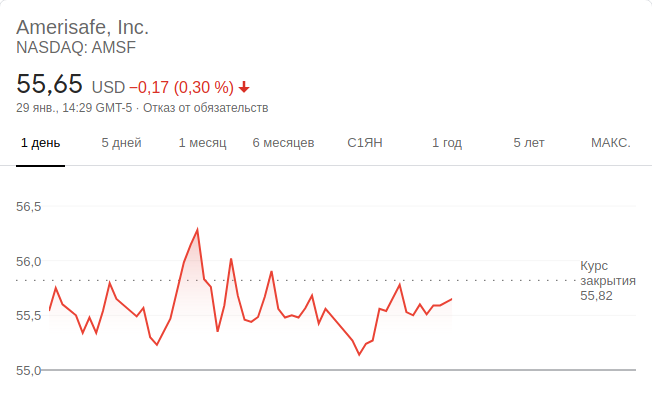 Amerisafe, Inc.
NASDAQ: AMSF
55,65 USD −0,17 (0,30 %)
29 янв., 14:29 GMT-5 · Отказ от обязательств
1 день 5 дней 1 месяц 6 месяцев С1ЯН 1 год 5 лет МАКС.
56,5
56,0
Курс
закрытия
55,82
55,5
55,0